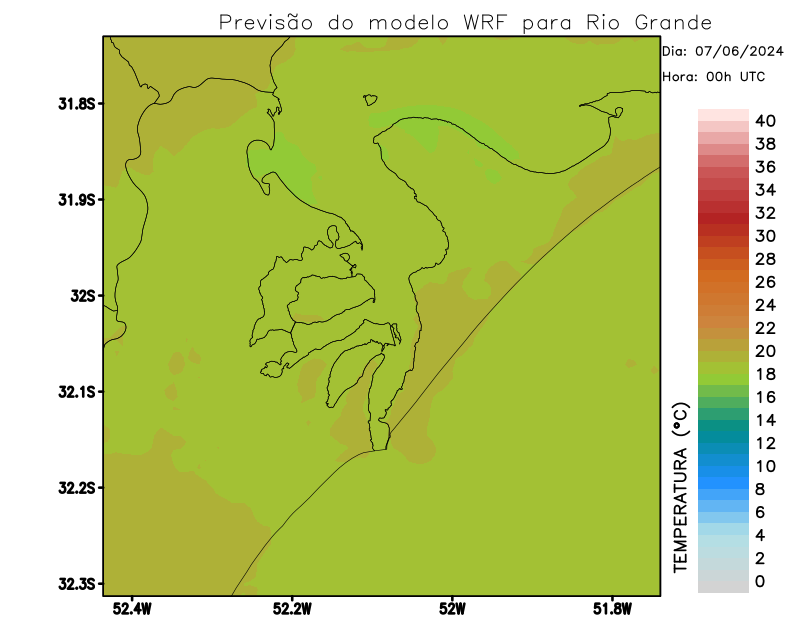 Previsão do modelo WRF para Rio Grande
Dia: 07/06/2024
Hora: 00h UTC
31.8S
31.9S
32S
32.1S
32.2S
32.3S
52.4W
52.2W
52W
51.8W
TEMPERATURA (°C)
40
38
36
34
32
30
28
26
24
22
20
18
16
14
12
10
8
6
4
2
0